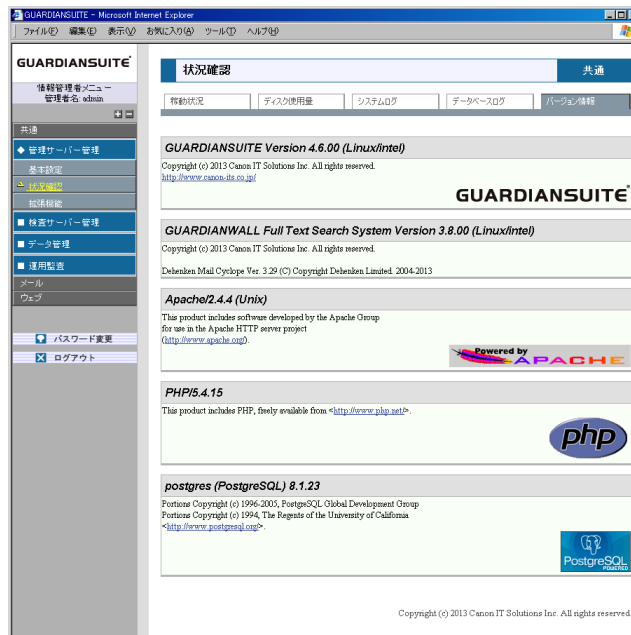 GUARDIANSUITE - Microsoft Internet Explorer
ファイル(F) 編集(E) 表示(V) お気に入り(A) ツール(T) ヘルプ(H)
GUARDIANSUITE
情報管理者メニュー
管理者名: admin
共通
◆ 管理サーバー管理
基本設定
状況確認
拡張機能
■ 検査サーバー管理
■ データ管理
■ 運用監査
メール
ウェブ
パスワード変更
ログアウト
状況確認 共通
稼動状況 ディスク使用量 システムログ データベースログ バージョン情報
GUARDIANSUITE Version 4.6.00 (Linux/intel)
Copyright (c) 2013 Canon IT Solutions Inc. All rights reserved.
http://www.canon-its.co.jp/
GUARDIANSUITE
GUARDIANWALL Full Text Search System Version 3.8.00 (Linux/intel)
Copyright (c) 2013 Canon IT Solutions Inc. All rights reserved.
Dehenken Mail Cyclope Ver. 3.29 (C) Copyright Dehenken Limited. 2004-2013
Apache/2.4.4 (Unix)
This product includes software developed by the Apache Group
for use in the Apache HTTP server project
(http://www.apache.org/).
Powered by
APACHE
PHP/5.4.15
This product includes PHP, freely available from <http://www.php.net/>.
php
postgres (PostgreSQL) 8.1.23
Portions Copyright (c) 1996-2005, PostgreSQL Global Development Group
Portions Copyright (c) 1994, The Regents of the University of California
<http://www.postgresql.org/>.
PostgreSQL
POWERED
Copyright (c) 2013 Canon IT Solutions Inc. All rights reserved.